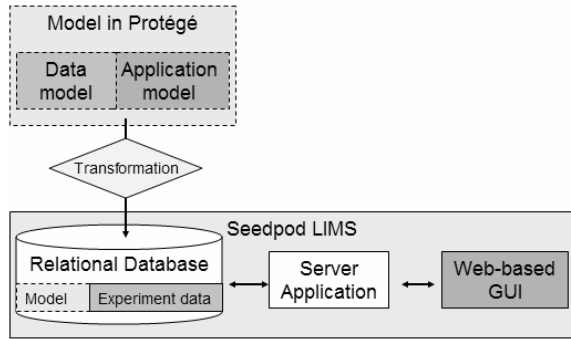 Model in Protégé
Data
model
Application
model
Transformation
Seedpod LIMS
Relational Database
Model
Experiment data
Server
Application
Web-based
GUI